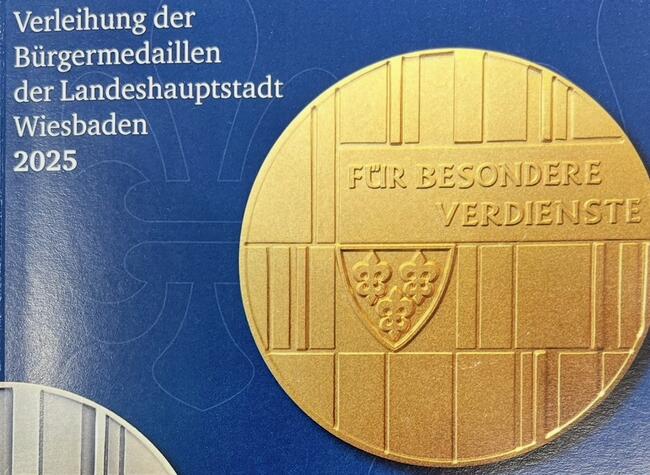 Verleihung der
Bürgermedaillen
der Landeshauptstadt
Wiesbaden
2025
FÜR BESONDERE
VERDIENSTE